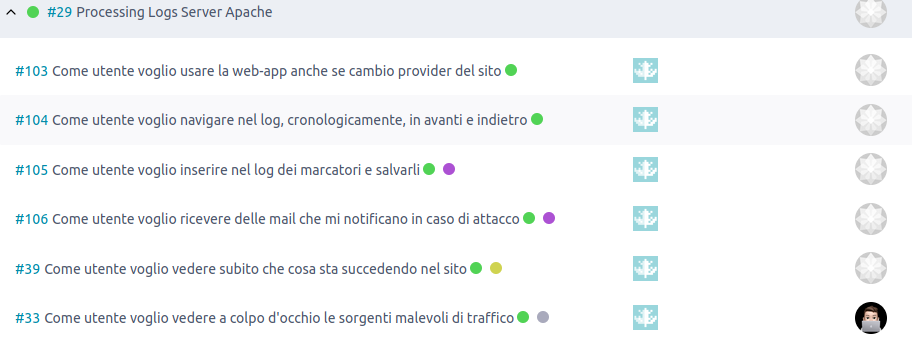 #29 Processing Logs Server Apache
#103 Come utente voglio usare la web-app anche se cambio provider del sito
#104 Come utente voglio navigare nel log, cronologicamente, in avanti e indietro
#105 Come utente voglio inserire nel log dei marcatori e salvarli
#106 Come utente voglio ricevere delle mail che mi notificano in caso di attacco
#39 Come utente voglio vedere subito che cosa sta succedendo nel sito
#33 Come utente voglio vedere a colpo d'occhio le sorgenti malevoli di traffico